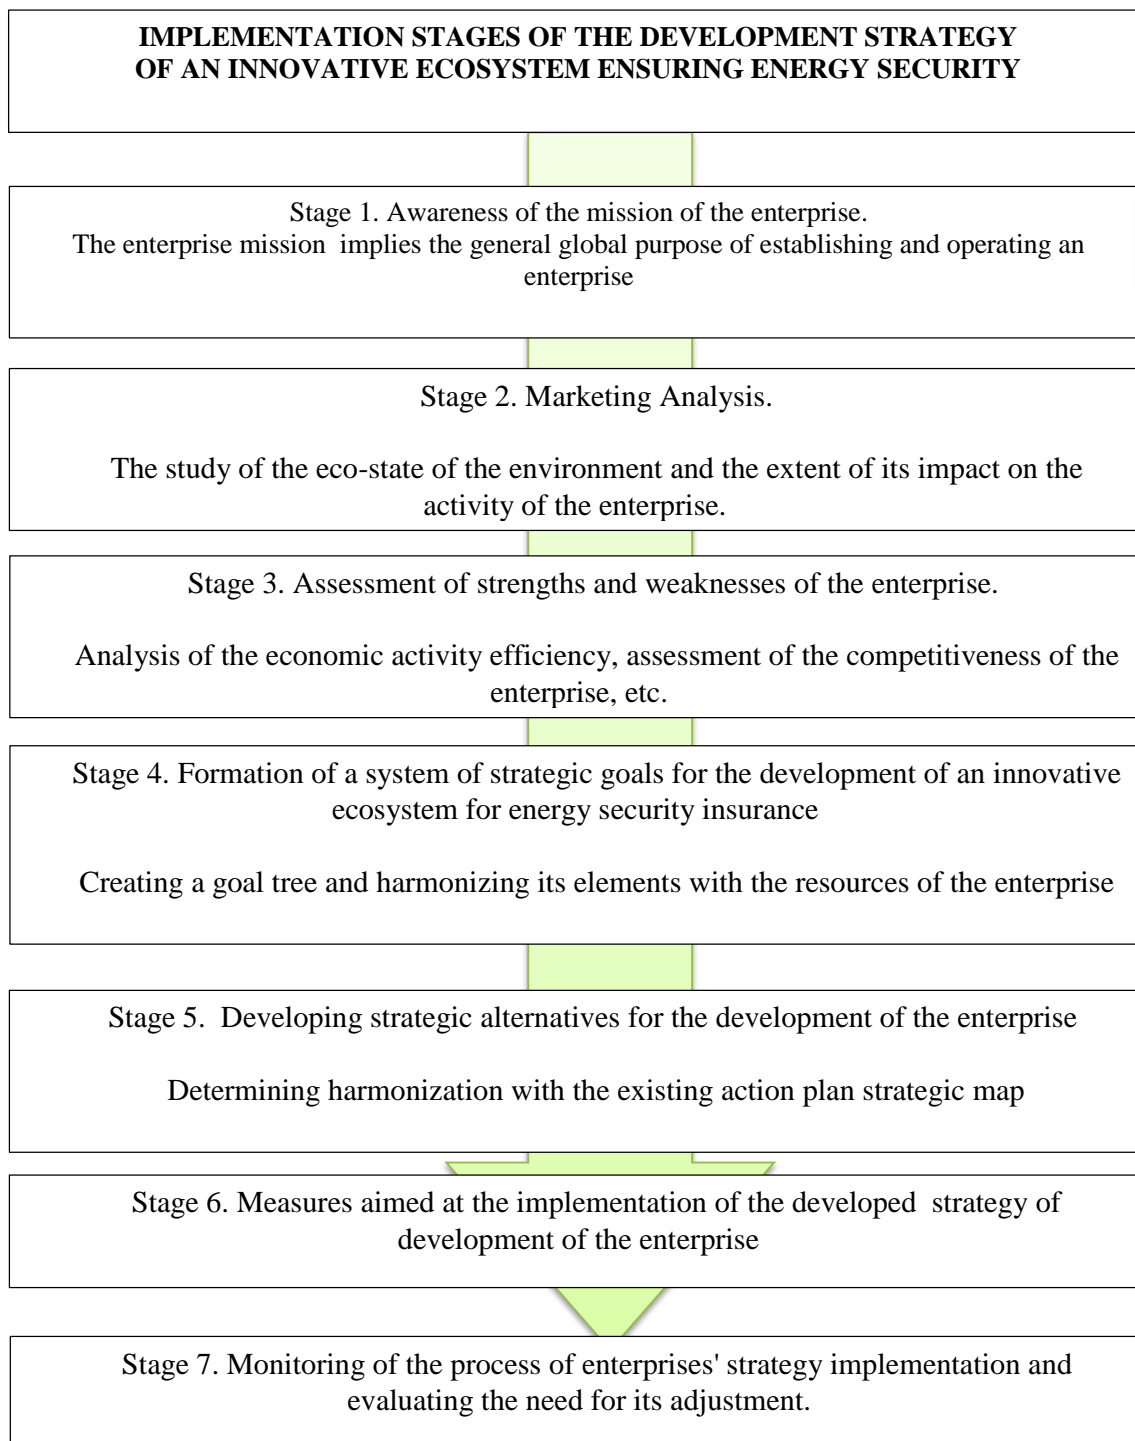 IMPLEMENTATION STAGES OF THE DEVELOPMENT STRATEGY
OF AN INNOVATIVE ECOSYSTEM ENSURING ENERGY SECURITY
Stage 1. Awareness of the mission of the enterprise.
The enterprise mission  implies the general global purpose of establishing and operating an
enterprise
Stage 2. Marketing Analysis.
The study of the eco-state of the environment and the extent of its impact on the
activity of the enterprise.
Stage 3. Assessment of strengths and weaknesses of the enterprise.
Analysis of the economic activity efficiency, assessment of the competitiveness of the
enterprise, etc.
Stage 4. Formation of a system of strategic goals for the development of an innovative
ecosystem for energy security insurance
Creating a goal tree and harmonizing its elements with the resources of the enterprise
Stage 5.  Developing strategic alternatives for the development of the enterprise
Determining harmonization with the existing action plan strategic map
Stage 6. Measures aimed at the implementation of the developed  strategy of
development of the enterprise
Stage 7. Monitoring of the process of enterprises' strategy implementation and
evaluating the need for its adjustment.